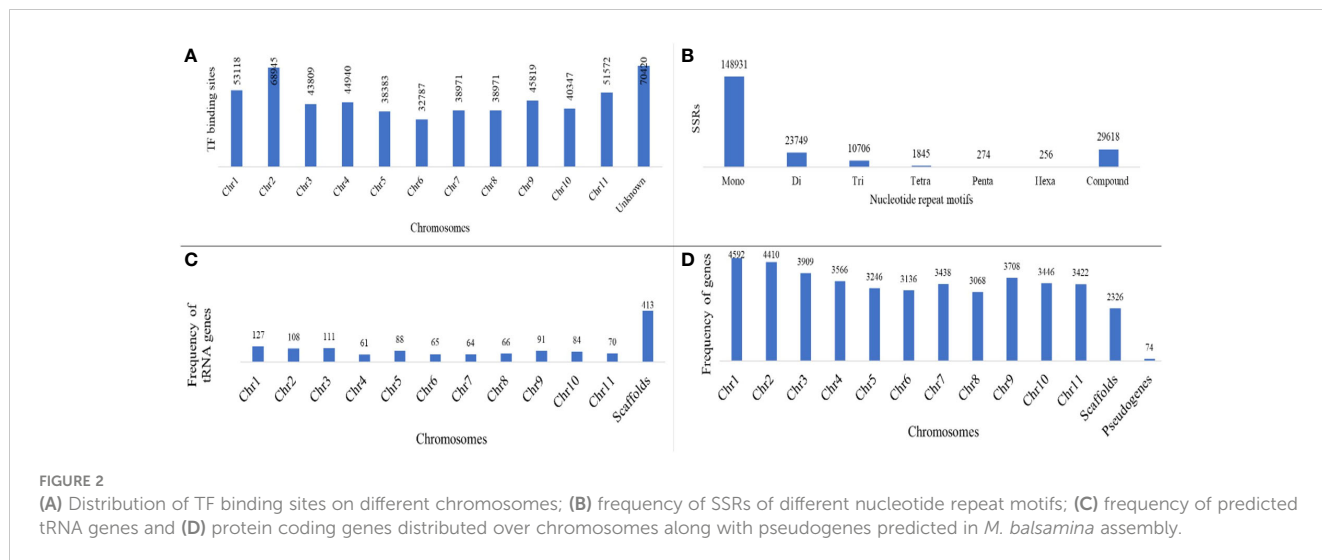 A
TF binding sites
53118
68945
43809
44940
38383
32787
38971
38971
45819
40347
51572
70420
Chr1
Chr2
Chr3
Chr4
Chr5
Chr6
Chr7
Chr8
Chr9
Chr10
Chr11
Unknown
Chromosomes
B
SSRs
148931
23749
10706
1845
274
256
29618
Mono
Di
Tri
Tetra
Penta
Hexa
Compound
Nucleotide repeat motifs
C
Frequency of
tRNA genes
127
108
111
61
88
65
64
66
91
84
70
413
Chr1
Chr2
Chr3
Chr4
Chr5
Chr6
Chr7
Chr8
Chr9
Chr10
Chr11
Scaffolds
Chromosomes
D
Frequency of genes
4592
4410
3909
3566
3246
3136
3438
3068
3708
3446
3422
2326
74
Chr1
Chr2
Chr3
Chr4
Chr5
Chr6
Chr7
Chr8
Chr9
Chr10
Chr11
Scaffolds
Pseudogenes
Chromosomes
FIGURE 2
(A) Distribution of TF binding sites on different chromosomes; (B) frequency of SSRs of different nucleotide repeat motifs; (C) frequency of predicted
tRNA genes and (D) protein coding genes distributed over chromosomes along with pseudogenes predicted in M. balsamina assembly.